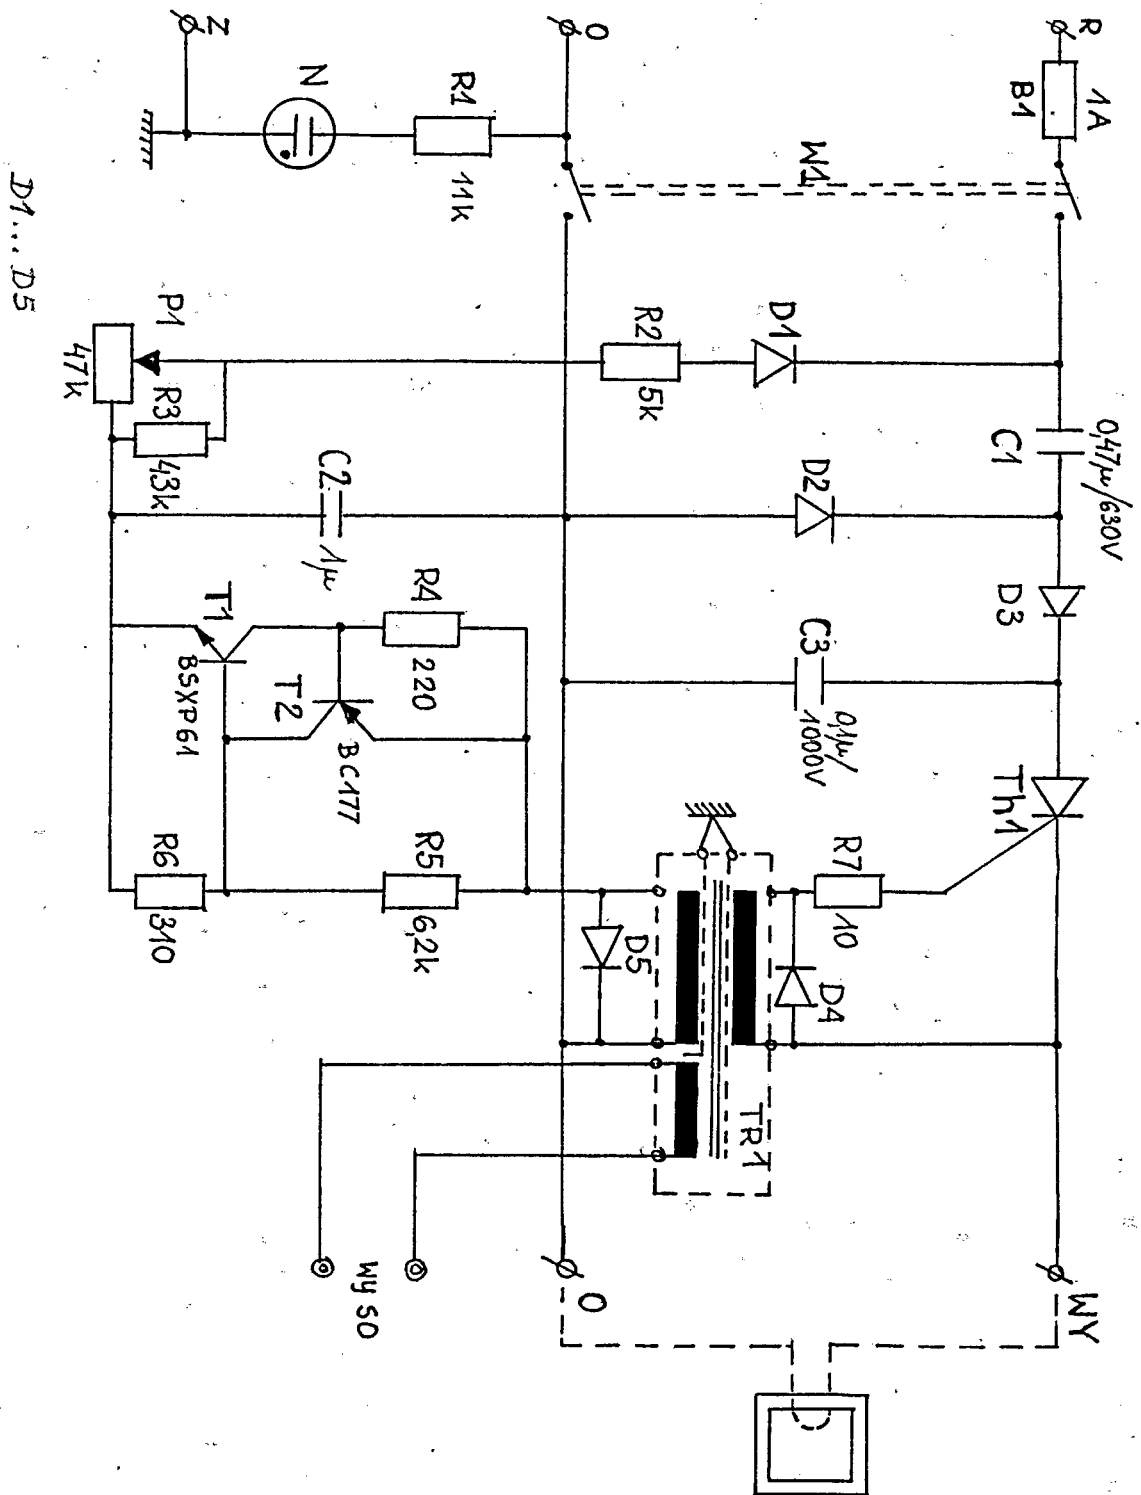 R
1A
B1
0
Z
N
R1
11k
W1
D1
R2
5k
P1
47k
R3
43k
0,47µ/630V
C1
D2
C2
1µ
D3
C3
0,1µ/
1000V
T1
BSXP61
T2
BC177
R4
220
Th1
R5
6,2k
R6
310
R7
10
D4
D5
TR1
WY
0
Wy SO
D1...D5